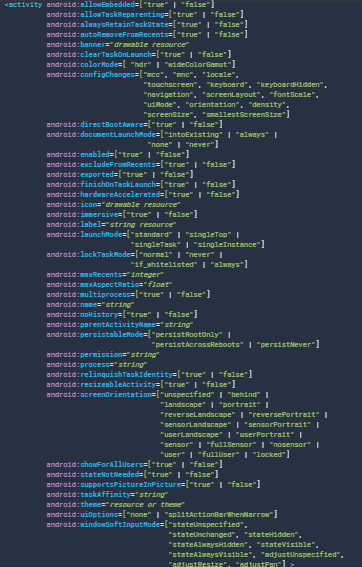 <activity android:allowEmbedded=["true" | "false"]
android:allowTaskReparenting=["true" | "false"]
android:alwaysRetainTaskState=["true" | "false"]
android:autoRemoveFromRecents=["true" | "false"]
android:banner="drawable resource"
android:clearTaskOnLaunch=["true" | "false"]
android:colorMode=[ "hdr" | "wideColorGamut"]
android:configChanges=["mcc", "mnc", "locale",
"touchscreen", "keyboard", "keyboardHidden",
"navigation", "screenLayout", "fontScale",
"uiMode", "orientation", "density",
"screenSize", "smallestScreenSize"]
android:directBootAware=["true" | "false"]
android:documentLaunchMode=["intoExisting" | "always" |
"none" | "never"]
android:enabled=["true" | "false"]
android:excludeFromRecents=["true" | "false"]
android:exported=["true" | "false"]
android:finishOnTaskLaunch=["true" | "false"]
android:hardwareAccelerated=["true" | "false"]
android:icon="drawable resource"
android:immersive=["true" | "false"]
android:label="string resource"
android:launchMode=["standard" | "singleTop" |
"singleTask" | "singleInstance"]
android:lockTaskMode=["normal" | "never" |
"if_whitelisted" | "always"]
android:maxRecents="integer"
android:maxAspectRatio="float"
android:multiprocess=["true" | "false"]
android:name="string"
android:noHistory=["true" | "false"]
android:parentActivityName="string"
android:persistableMode=["persistRootOnly" |
"persistAcrossReboots" | "persistNever"]
android:permission="string"
android:process="string"
android:relinquishTaskIdentity=["true" | "false"]
android:resizeableActivity=["true" | "false"]
android:screenOrientation=["unspecified" | "behind" |
"landscape" | "portrait" |
"reverseLandscape" | "reversePortrait" |
"sensorLandscape" | "sensorPortrait" |
"userLandscape" | "userPortrait" |
"sensor" | "fullSensor" | "nosensor" |
"user" | "fullUser" | "locked"]
android:showForAllUsers=["true" | "false"]
android:stateNotNeeded=["true" | "false"]
android:supportsPictureInPicture=["true" | "false"]
android:taskAffinity="string"
android:theme="resource or theme"
android:uiOptions=["none" | "splitActionBarWhenNarrow"]
android:windowSoftInputMode=["stateUnspecified",
"stateUnchanged", "stateHidden",
"stateAlwaysHidden", "stateVisible",
"stateAlwaysVisible", "adjustUnspecified",
"adjustResize", "adjustPan"] >